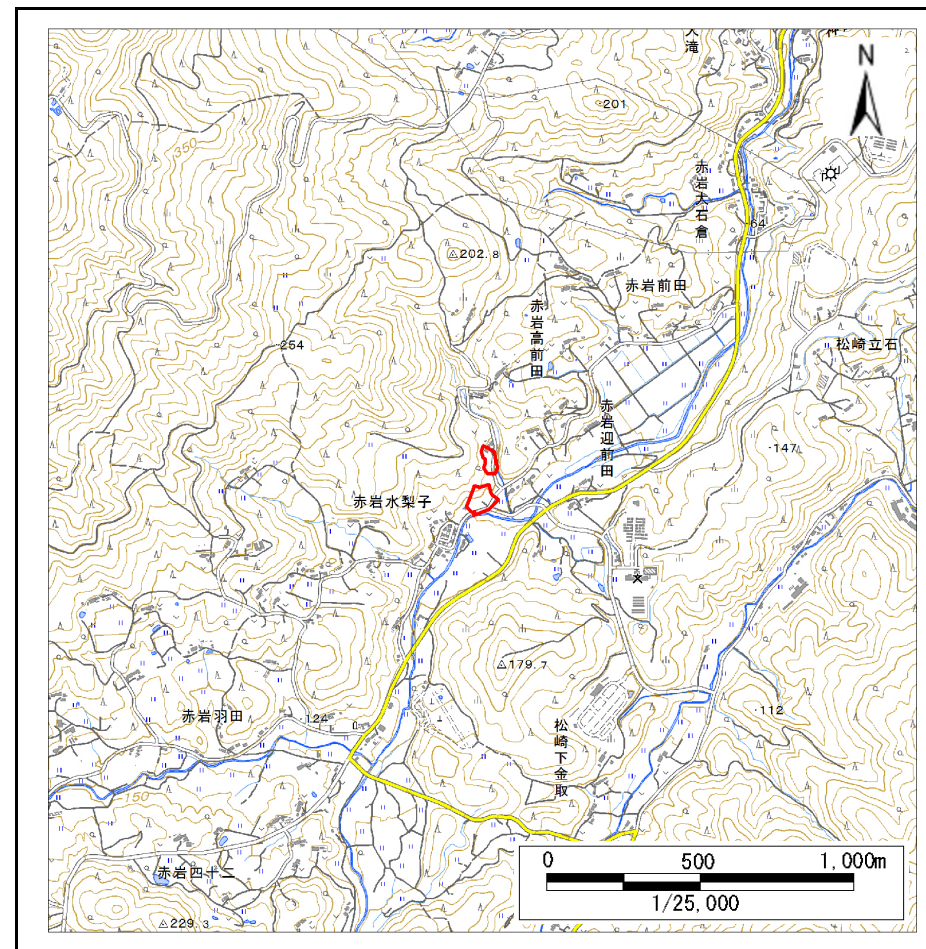 大滝
神
201
N
350
赤岩大石倉
64
202.8
赤岩前田
赤岩高前田
254
松崎立石
赤岩迎前田
147
赤岩水梨子
179.7
赤岩羽田
124
112
松崎下金取
150
赤岩四十二
229.3
0 500 1,000m
1/25,000